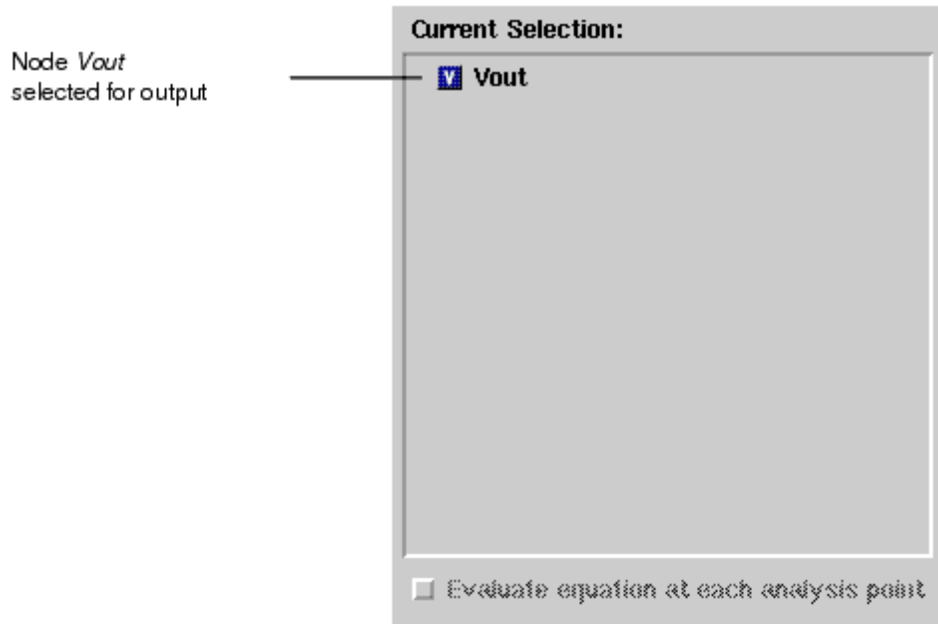 Current Selection:
Node Vout
selected for output
V Vout
Evaluate equation at each analysis point